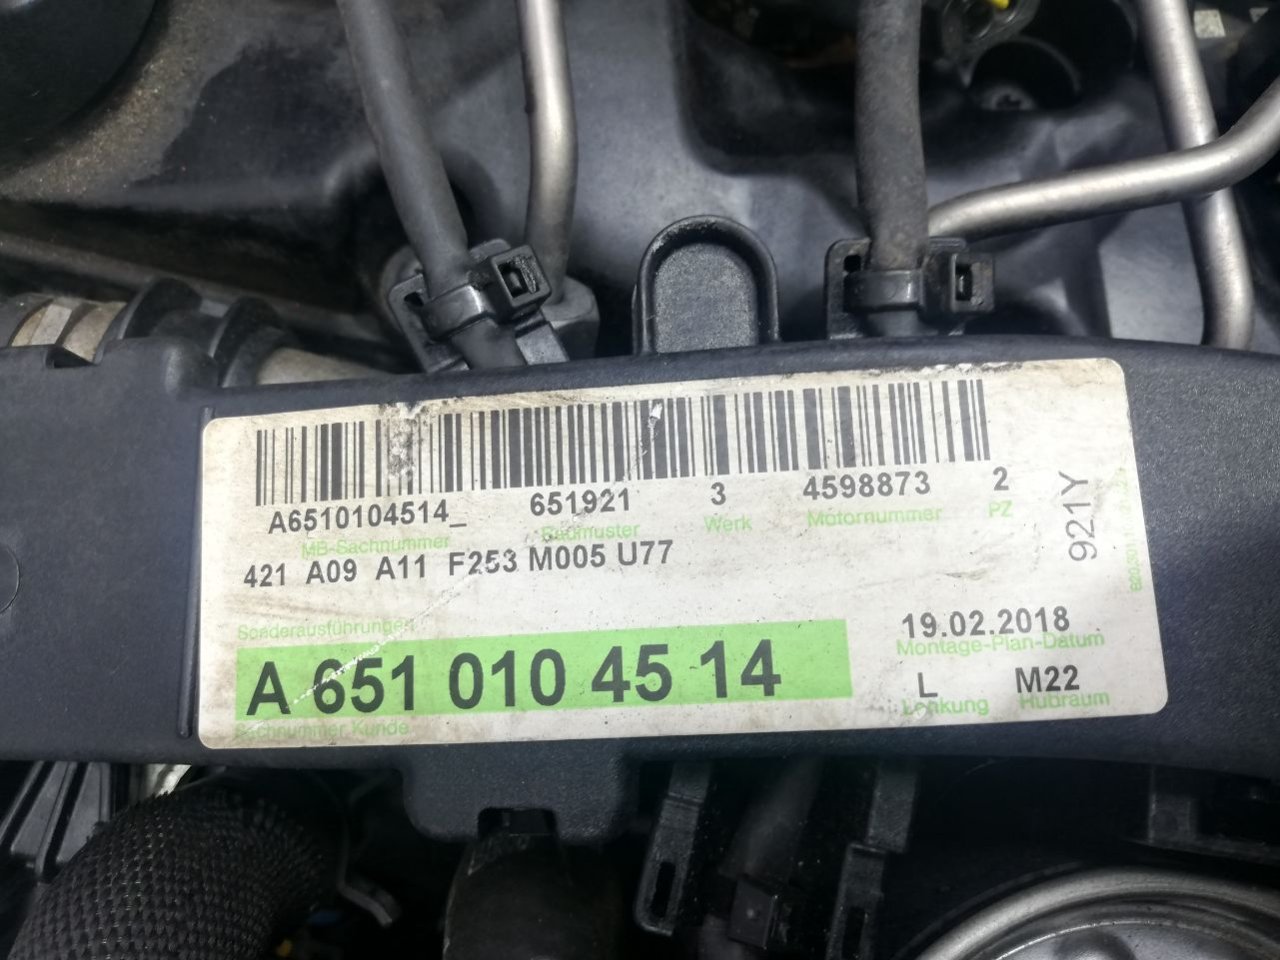 A6510104514_ 651921 3 4598873 2
MB-Sachnummer Baumuster Werk Motornummer PZ
421 A09 A11 F253 M005 U77
921Y
Sonderausführungen
A 651 010 45 14
Sachnummer Kunde
19.02.2018
Montage-Plan-Datum
L M22
Lenkung Hubraum